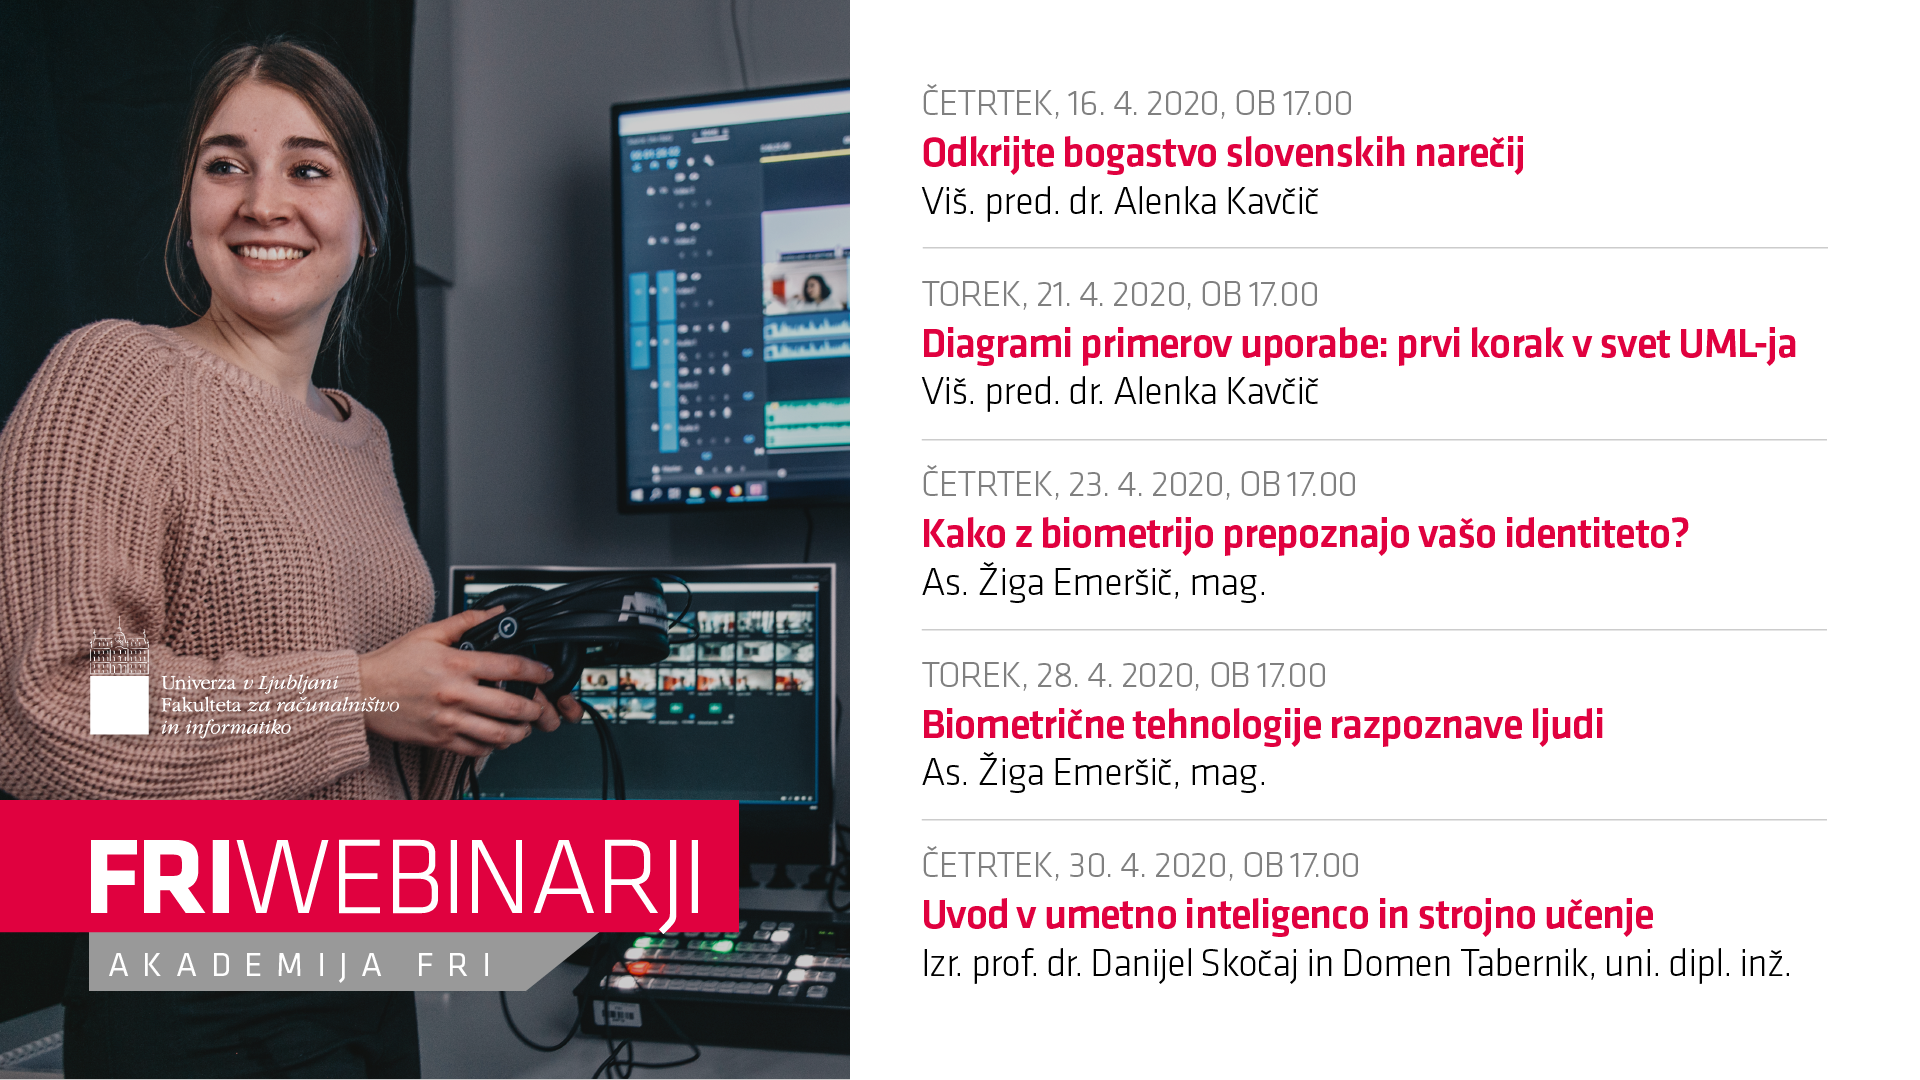 Univerza v Ljubljani
Fakulteta za računalništvo
in informatiko
FRIWEBINARJI
AKADEMIJA FRI
ČETRTEK, 16. 4. 2020, OB 17.00
Odkrijte bogastvo slovenskih narečij
Viš. pred. dr. Alenka Kavčič
TOREK, 21. 4. 2020, OB 17.00
Diagrami primerov uporabe: prvi korak v svet UML-ja
Viš. pred. dr. Alenka Kavčič
ČETRTEK, 23. 4. 2020, OB 17.00
Kako z biometrijo prepoznajo vašo identiteto?
As. Žiga Emeršič, mag.
TOREK, 28. 4. 2020, OB 17.00
Biometrične tehnologije razpoznave ljudi
As. Žiga Emeršič, mag.
ČETRTEK, 30. 4. 2020, OB 17.00
Uvod v umetno inteligenco in strojno učenje
Izr. prof. dr. Danijel Skočaj in Domen Tabernik, uni. dipl. inž.